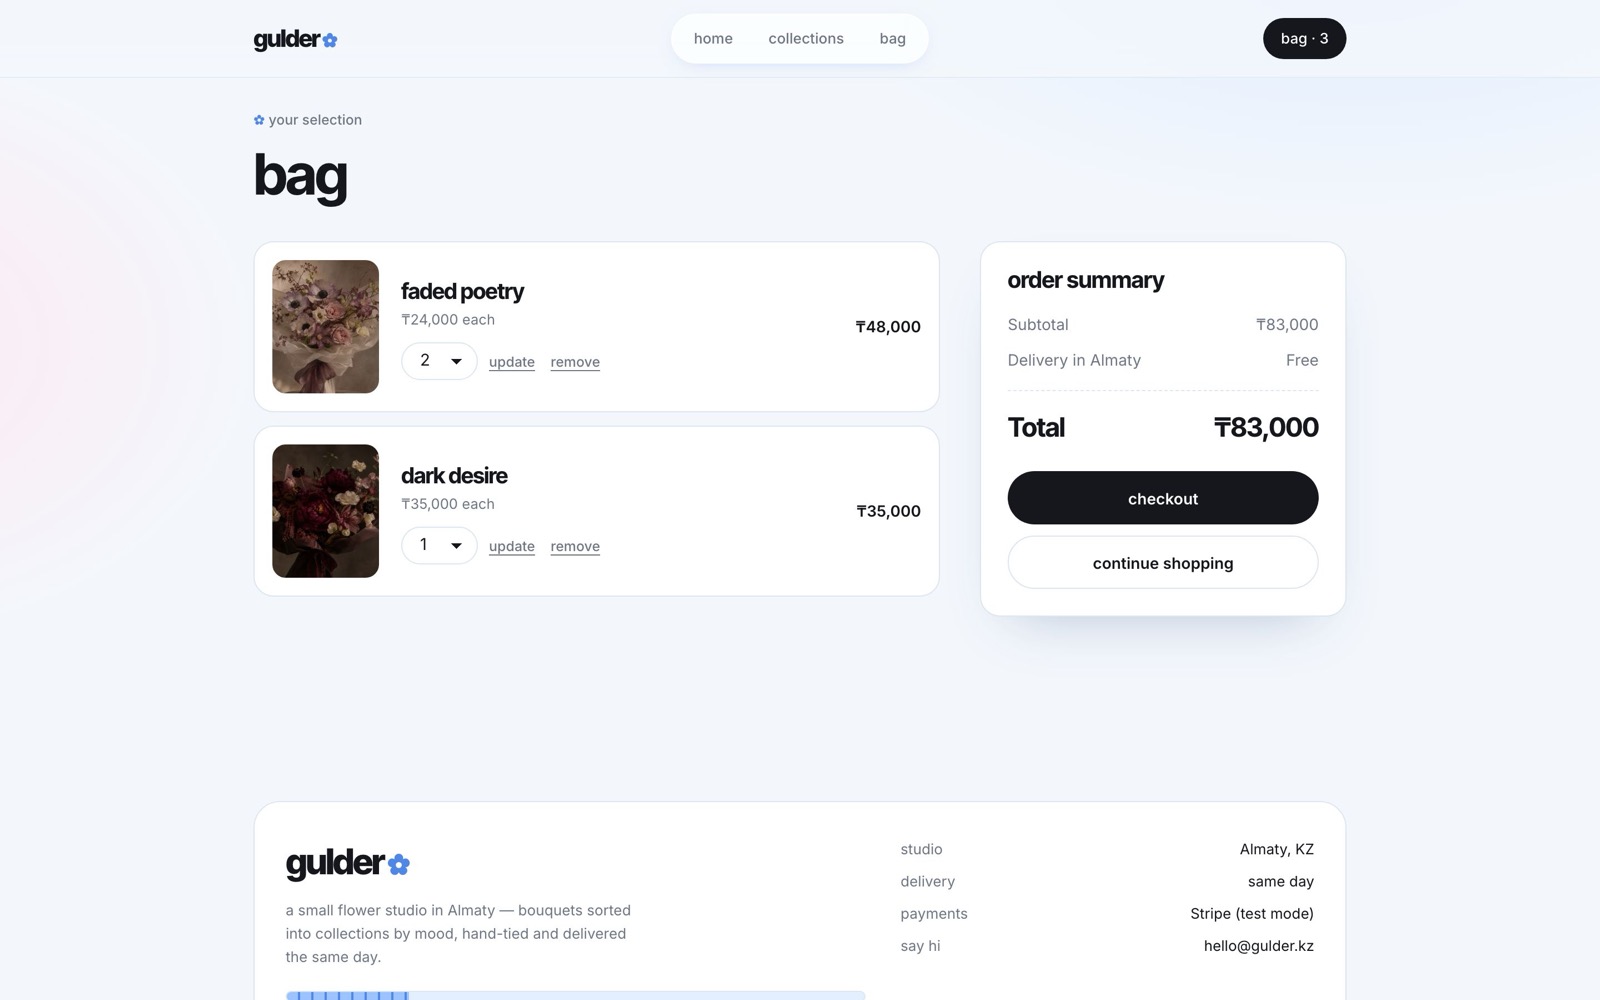 gulder
home
collections
bag
bag · 3
your selection
bag
faded poetry
₸24,000 each
2
update
remove
₸48,000
dark desire
₸35,000 each
1
update
remove
₸35,000
order summary
Subtotal
₸83,000
Delivery in Almaty
Free
Total
₸83,000
checkout
continue shopping
gulder
a small flower studio in Almaty — bouquets sorted
into collections by mood, hand-tied and delivered
the same day.
studio
Almaty, KZ
delivery
same day
payments
Stripe (test mode)
say hi
hello@gulder.kz